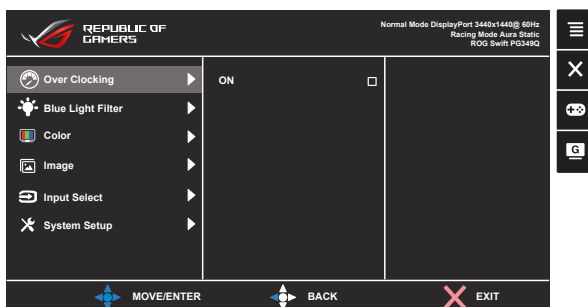 REPUBLIC OF
GAMERS
Normal Mode DisplayPort 3440x1440@ 60Hz
Racing Mode Aura Static
ROG Swift PG349Q
Over Clocking
ON
Blue Light Filter
Color
Image
Input Select
System Setup
MOVE/ENTER BACK EXIT
G